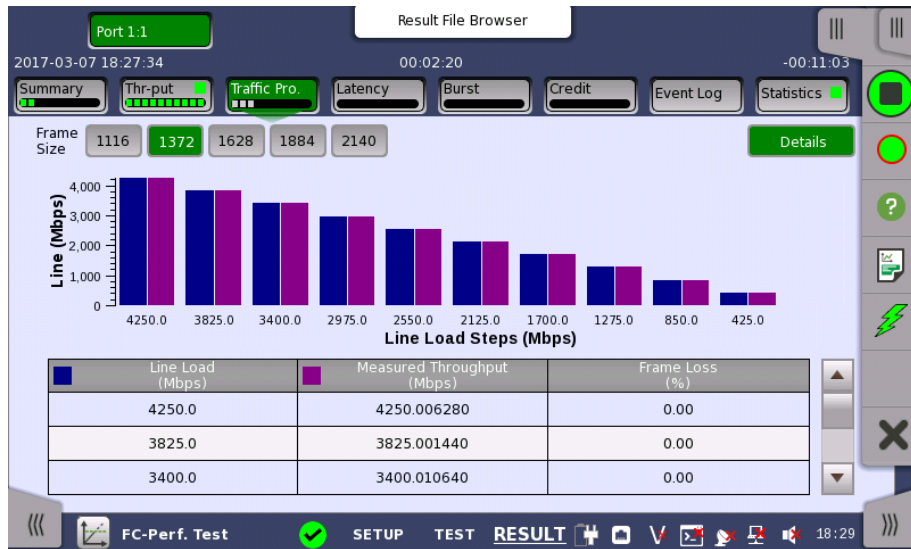 Result File Browser
Port 1:1
2017-03-07 18:27:34 00:02:20 -00:11:03
Summary Thr-put Traffic Pro. Latency Burst Credit Event Log Statistics
Frame Size 1116 1372 1628 1884 2140 Details
Line (Mbps)
4,000
3,000
2,000
1,000
0
4250.0 3825.0 3400.0 2975.0 2550.0 2125.0 1700.0 1275.0 850.0 425.0
Line Load Steps (Mbps)
Line Load (Mbps) Measured Throughput (Mbps) Frame Loss (%)
4250.0 4250.006280 0.00
3825.0 3825.001440 0.00
3400.0 3400.010640 0.00
FC-Perf. Test SETUP TEST RESULT 18:29